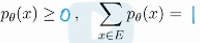 p_θ(x) ≥ 0 ,   ∑_{x∈E} p_θ(x) = 1